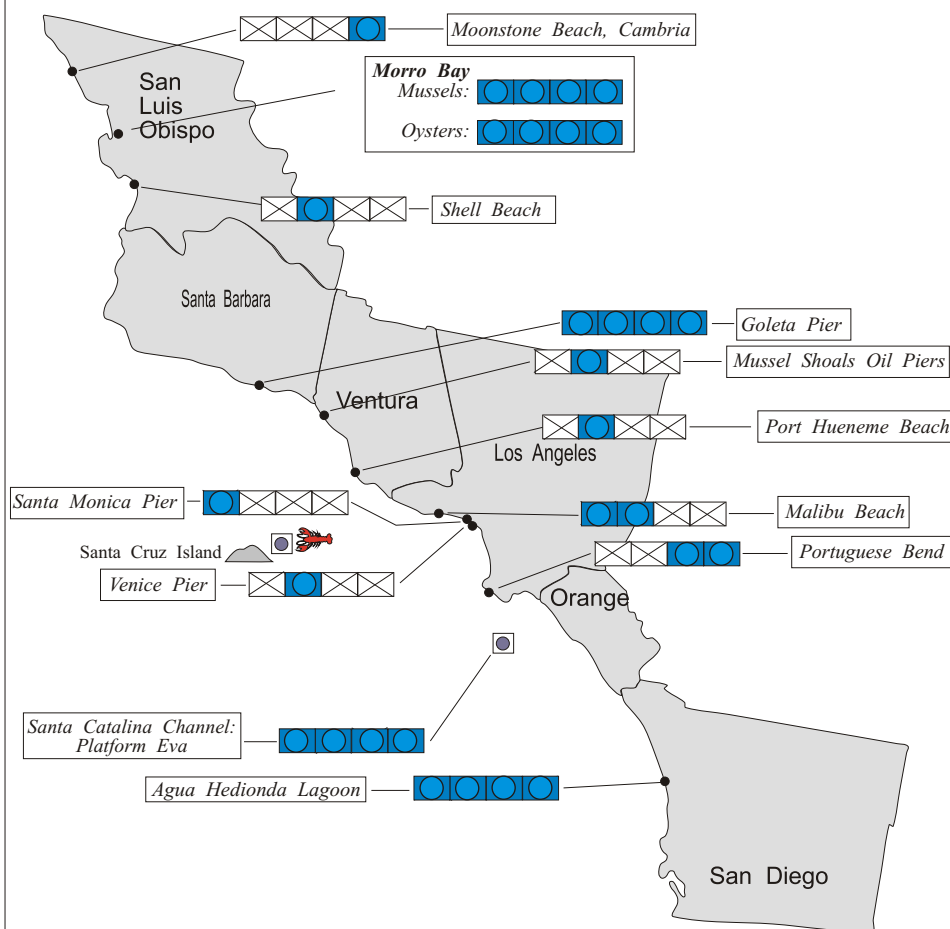 Moonstone Beach, Cambria
San
Luis
Obispo
Morro Bay
Mussels:
Oysters:
Shell Beach
Santa Barbara
Goleta Pier
Mussel Shoals Oil Piers
Ventura
Port Hueneme Beach
Los Angeles
Santa Monica Pier
Malibu Beach
Santa Cruz Island
Portuguese Bend
Venice Pier
Orange
Santa Catalina Channel:
Platform Eva
Agua Hedionda Lagoon
San Diego